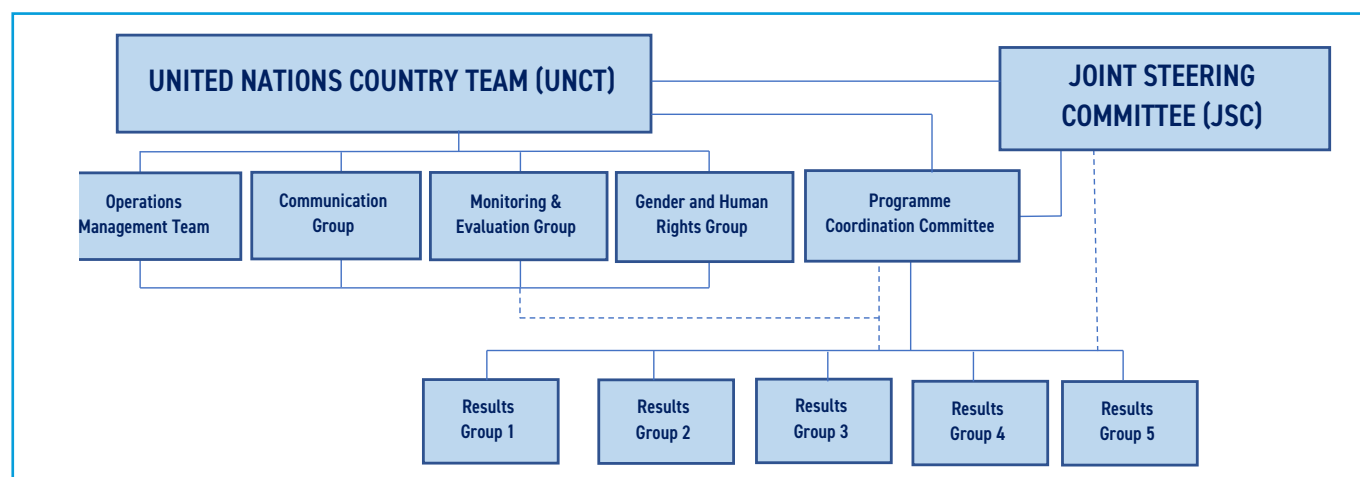 UNITED NATIONS COUNTRY TEAM (UNCT)
JOINT STEERING
COMMITTEE (JSC)
Operations
Management Team
Communication
Group
Monitoring &
Evaluation Group
Gender and Human
Rights Group
Programme
Coordination Committee
Results
Group 1
Results
Group 2
Results
Group 3
Results
Group 4
Results
Group 5